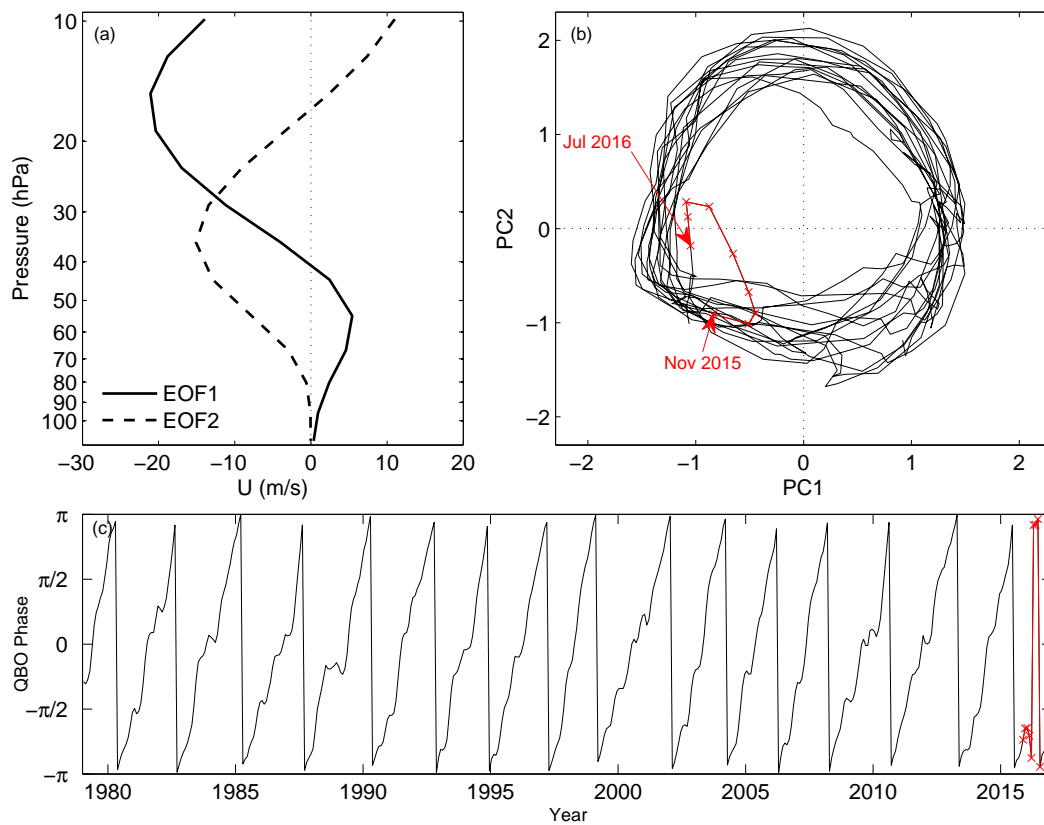 (a)
10
20
30
40
50
60
70
80
90
100
Pressure (hPa)
EOF1
EOF2
−30 −20 −10 0 10 20
U (m/s)
(b)
2
1
0
−1
−2
PC2
Jul 2016
Nov 2015
−2 −1 0 1 2
PC1
(c)
π
π/2
0
−π/2
−π
QBO Phase
1980 1985 1990 1995 2000 2005 2010 2015
Year